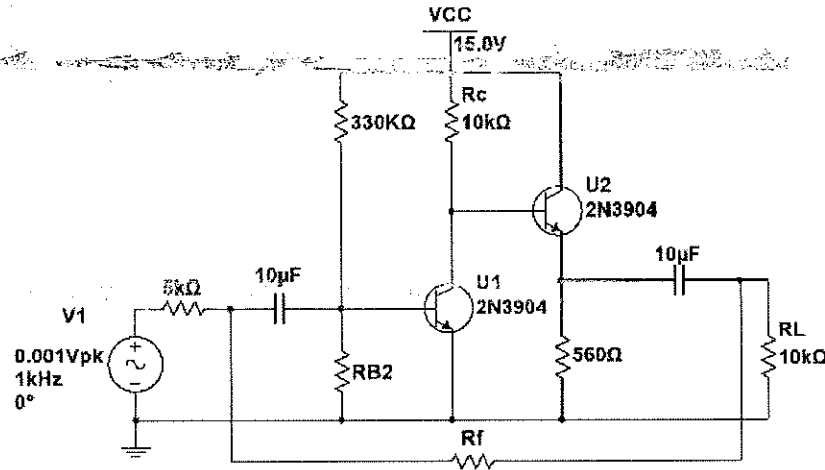 VCC
15.0V
Rc
10kΩ
330KΩ
U2
2N3904
10µF
U1
2N3904
10µF
5kΩ
V1
0.001Vpk
1kHz
0°
RB2
560Ω
RL
10kΩ
Rf